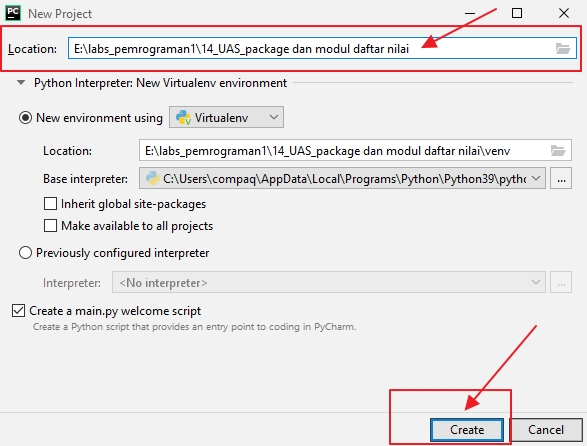 PC New Project
Location: E:\labs_pemrograman1\14_UAS_package dan modul daftar nilai
Python Interpreter: New Virtualenv environment
New environment using Virtualenv
Location: E:\labs_pemrograman1\14_UAS_package dan modul daftar nilai\venv
Base interpreter: C:\Users\compaq\AppData\Local\Programs\Python\Python39\pytho ...
Inherit global site-packages
Make available to all projects
Previously configured interpreter
Interpreter: <No interpreter> ...
Create a main.py welcome script
Create a Python script that provides an entry point to coding in PyCharm.
Create Cancel